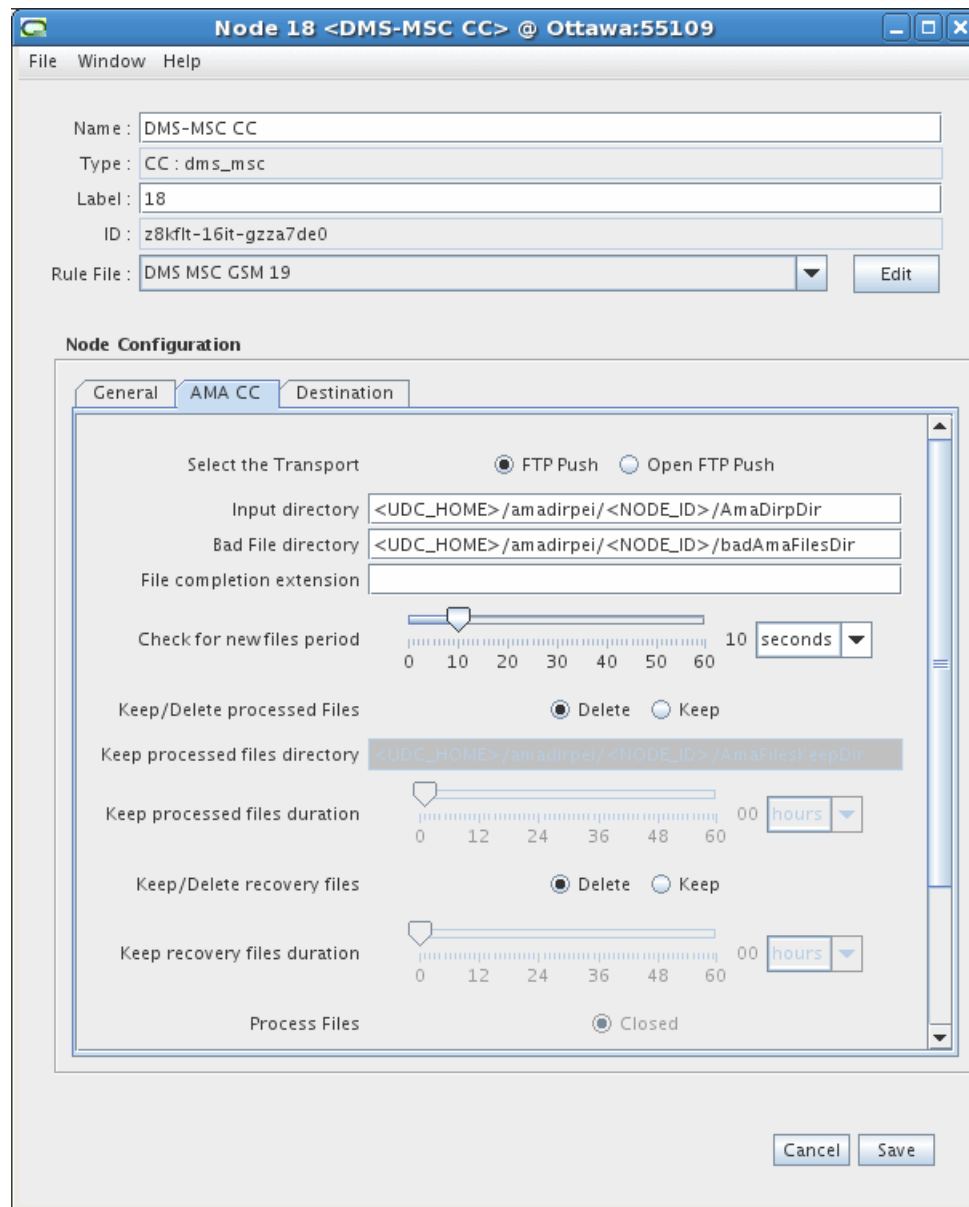 Node 18 <DMS-MSC CC> @ Ottawa:55109
File Window Help
Name : DMS-MSC CC
Type : CC : dms_msc
Label : 18
ID : z8kflt-16it-gzza7de0
Rule File : DMS MSC GSM 19 Edit
Node Configuration
General AMA CC Destination
Select the Transport FTP Push Open FTP Push
Input directory <UDC_HOME>/amadirpei/<NODE_ID>/AmaDirpDir
Bad File directory <UDC_HOME>/amadirpei/<NODE_ID>/badAmaFilesDir
File completion extension
Check for new files period 10 seconds
0 10 20 30 40 50 60
Keep/Delete processed Files Delete Keep
Keep processed files directory <UDC_HOME>/amadirpei/<NODE_ID>/AmaFilesKeepDir
Keep processed files duration 00 hours
0 12 24 36 48 60
Keep/Delete recovery files Delete Keep
Keep recovery files duration 00 hours
0 12 24 36 48 60
Process Files Closed
Cancel Save